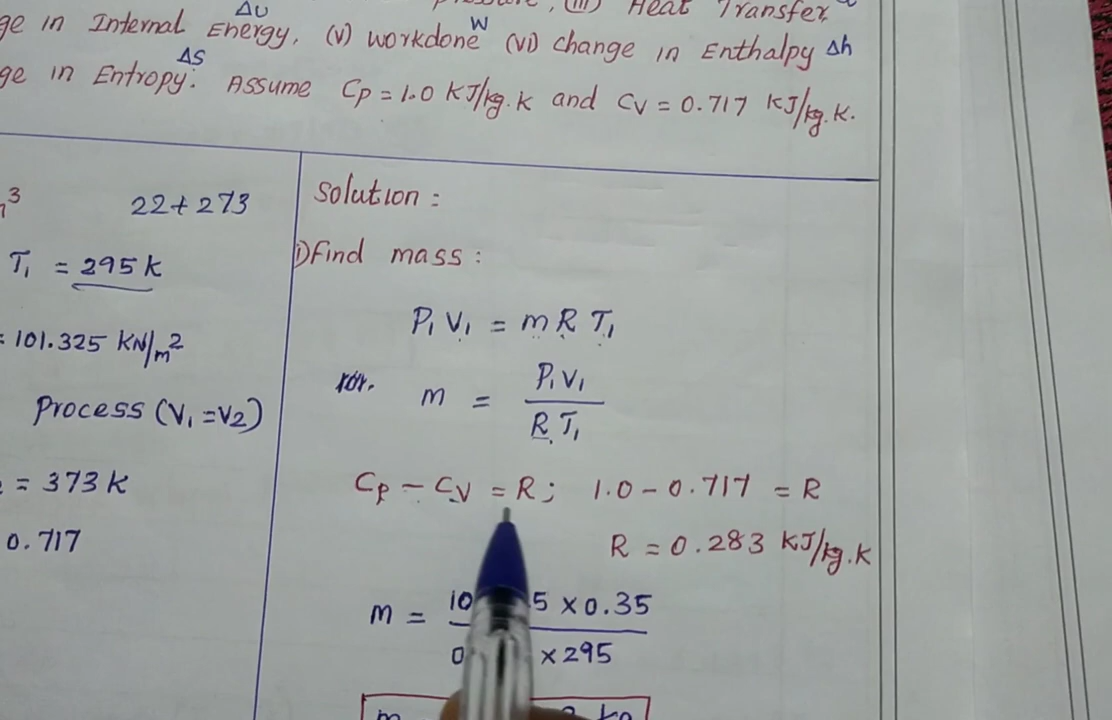 (iii) Heat Transfer
ΔU
W
ge in Internal Energy, (v) workdone (vi) change in Enthalpy Δh
ΔS
ge in Entropy. Assume Cp = 1.0 KJ/kg.K and Cv = 0.717 KJ/kg.K.
3
22+273
T₁ = 295 K
= 101.325 KN/m²
Process (V₁=V₂)
= 373 K
0.717
Solution :
i) Find mass :
P₁ V₁ = m R T₁
m = P₁V₁ / R T₁
Cp - Cv = R ; 1.0 - 0.717 = R
R = 0.283 KJ/kg.K
m = 10 5 × 0.35
0 × 295
m kg